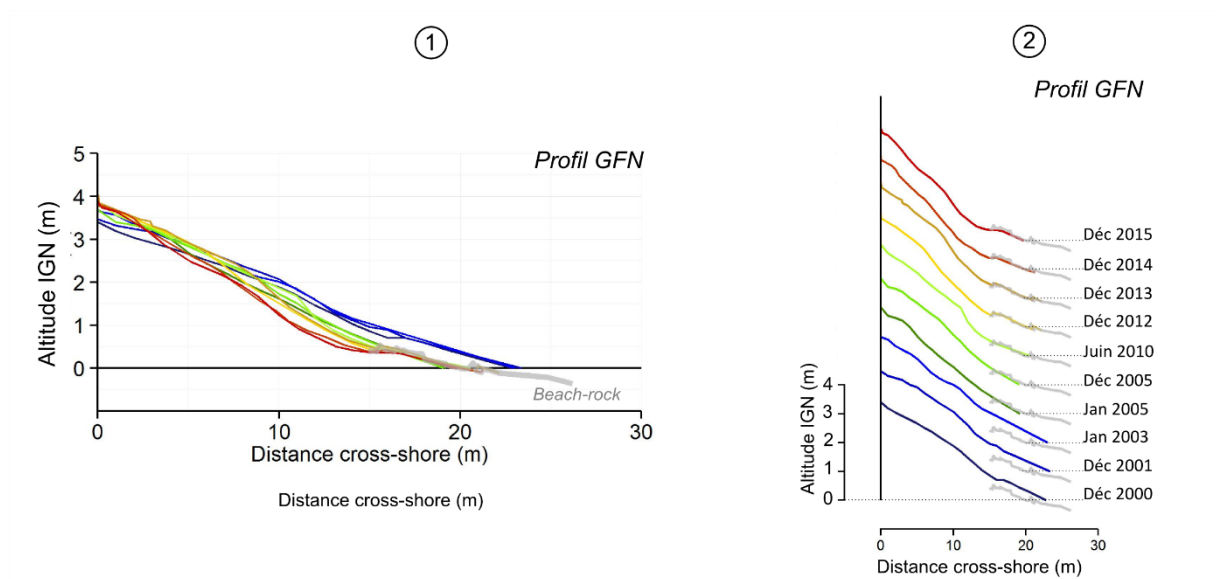 1
Profil GFN
5
4
3
2
1
0
Altitude IGN (m)
Beach-rock
0 10 20 30
Distance cross-shore (m)
Distance cross-shore (m)
2
Profil GFN
Déc 2015
Déc 2014
Déc 2013
Déc 2012
Juin 2010
Déc 2005
Jan 2005
Jan 2003
Déc 2001
Déc 2000
4
3
2
1
0
Altitude IGN (m)
0 10 20 30
Distance cross-shore (m)